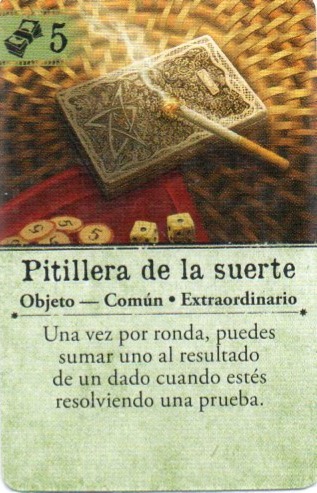 5
Pitillera de la suerte
Objeto — Común • Extraordinario
Una vez por ronda, puedes
sumar uno al resultado
de un dado cuando estés
resolviendo una prueba.